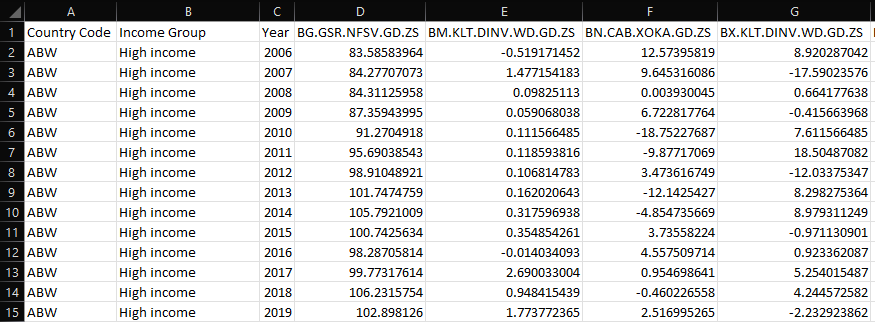 A B C D E F G
1 Country Code Income Group Year BG.GSR.NFSV.GD.ZS BM.KLT.DINV.WD.GD.ZS BN.CAB.XOKA.GD.ZS BX.KLT.DINV.WD.GD.ZS
2 ABW High income 2006 83.58583964 -0.519171452 12.57395819 8.920287042
3 ABW High income 2007 84.27707073 1.477154183 9.645316086 -17.59023576
4 ABW High income 2008 84.31125958 0.09825113 0.003930045 0.664177638
5 ABW High income 2009 87.35943995 0.059068038 6.722817764 -0.415663968
6 ABW High income 2010 91.2704918 0.111566485 -18.75227687 7.611566485
7 ABW High income 2011 95.69038543 0.118593816 -9.87717069 18.50487082
8 ABW High income 2012 98.91048921 0.106814783 3.473616749 -12.03375347
9 ABW High income 2013 101.7474759 0.162020643 -12.1425427 8.298275364
10 ABW High income 2014 105.7921009 0.317596938 -4.854735669 8.979311249
11 ABW High income 2015 100.7425634 0.354854261 3.73558224 -0.971130901
12 ABW High income 2016 98.28705814 -0.014034093 4.557509714 0.923362087
13 ABW High income 2017 99.77317614 2.690033004 0.954698641 5.254015487
14 ABW High income 2018 106.2315754 0.948415439 -0.460226558 4.244572582
15 ABW High income 2019 102.898126 1.773772365 2.516995265 -2.232923862